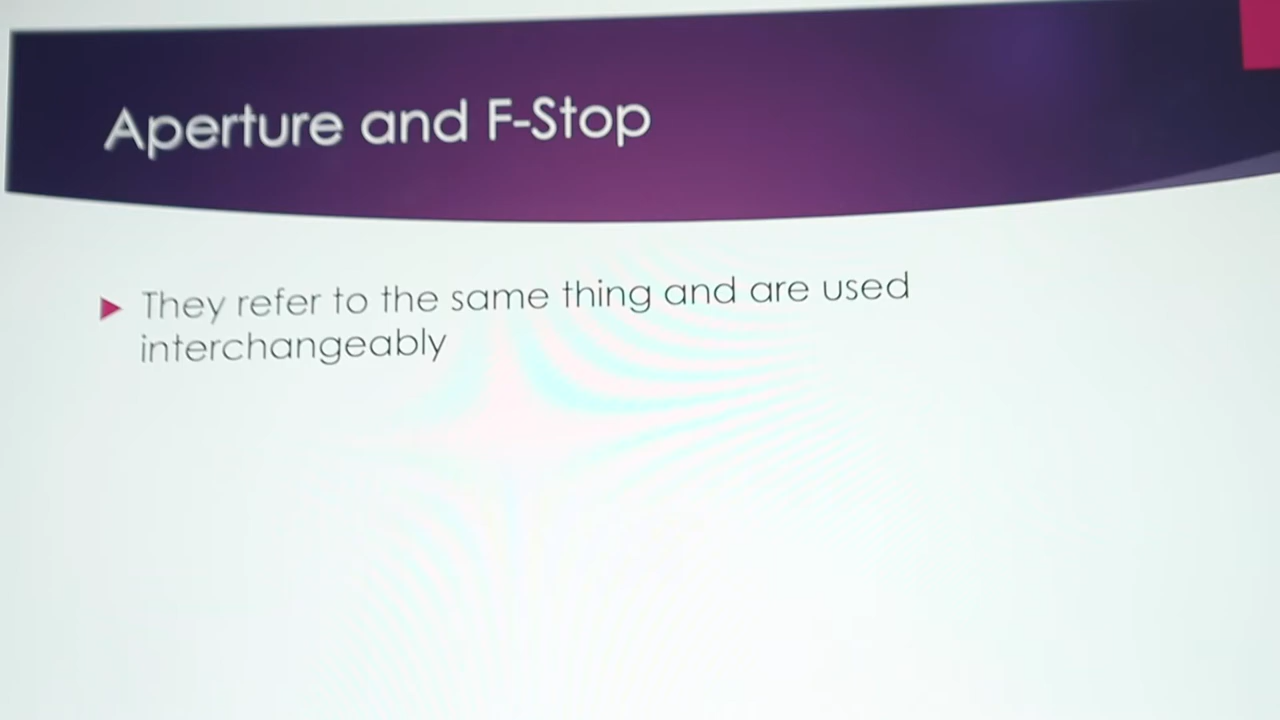 Aperture and F-Stop
They refer to the same thing and are used
interchangeably